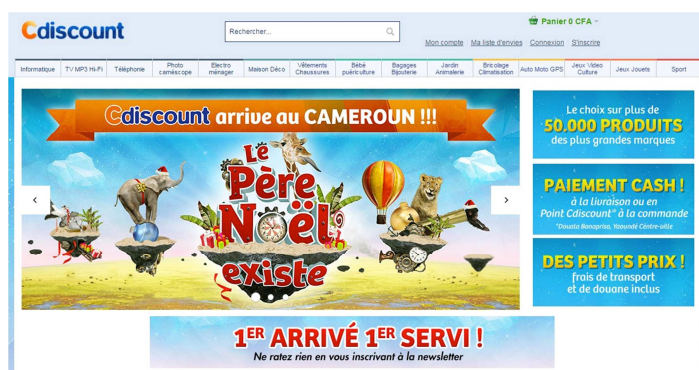 Cdiscount
Rechercher...
Panier 0 CFA
Mon compte Ma liste d'envies Connexion S'inscrire
Informatique TV MP3 Hi-Fi Téléphonie Photo caméscope Electro ménager Maison Déco Vêtements Chaussures Bébé puériculture Bagages Bijouterie Jardin Animalerie Bricolage Climatisation Auto Moto GPS Jeux Video Culture Jeux Jouets Sport
Cdiscount arrive au CAMEROUN !!!
Le
Père
Noël
existe
Le choix sur plus de
50.000 PRODUITS
des plus grandes marques
PAIEMENT CASH !
à la livraison ou en
Point Cdiscount* à la commande
*Douala Bonapriso, Yaoundé Centre-ville
DES PETITS PRIX !
frais de transport
et de douane inclus
1ER ARRIVÉ 1ER SERVI !
Ne ratez rien en vous inscrivant à la newsletter